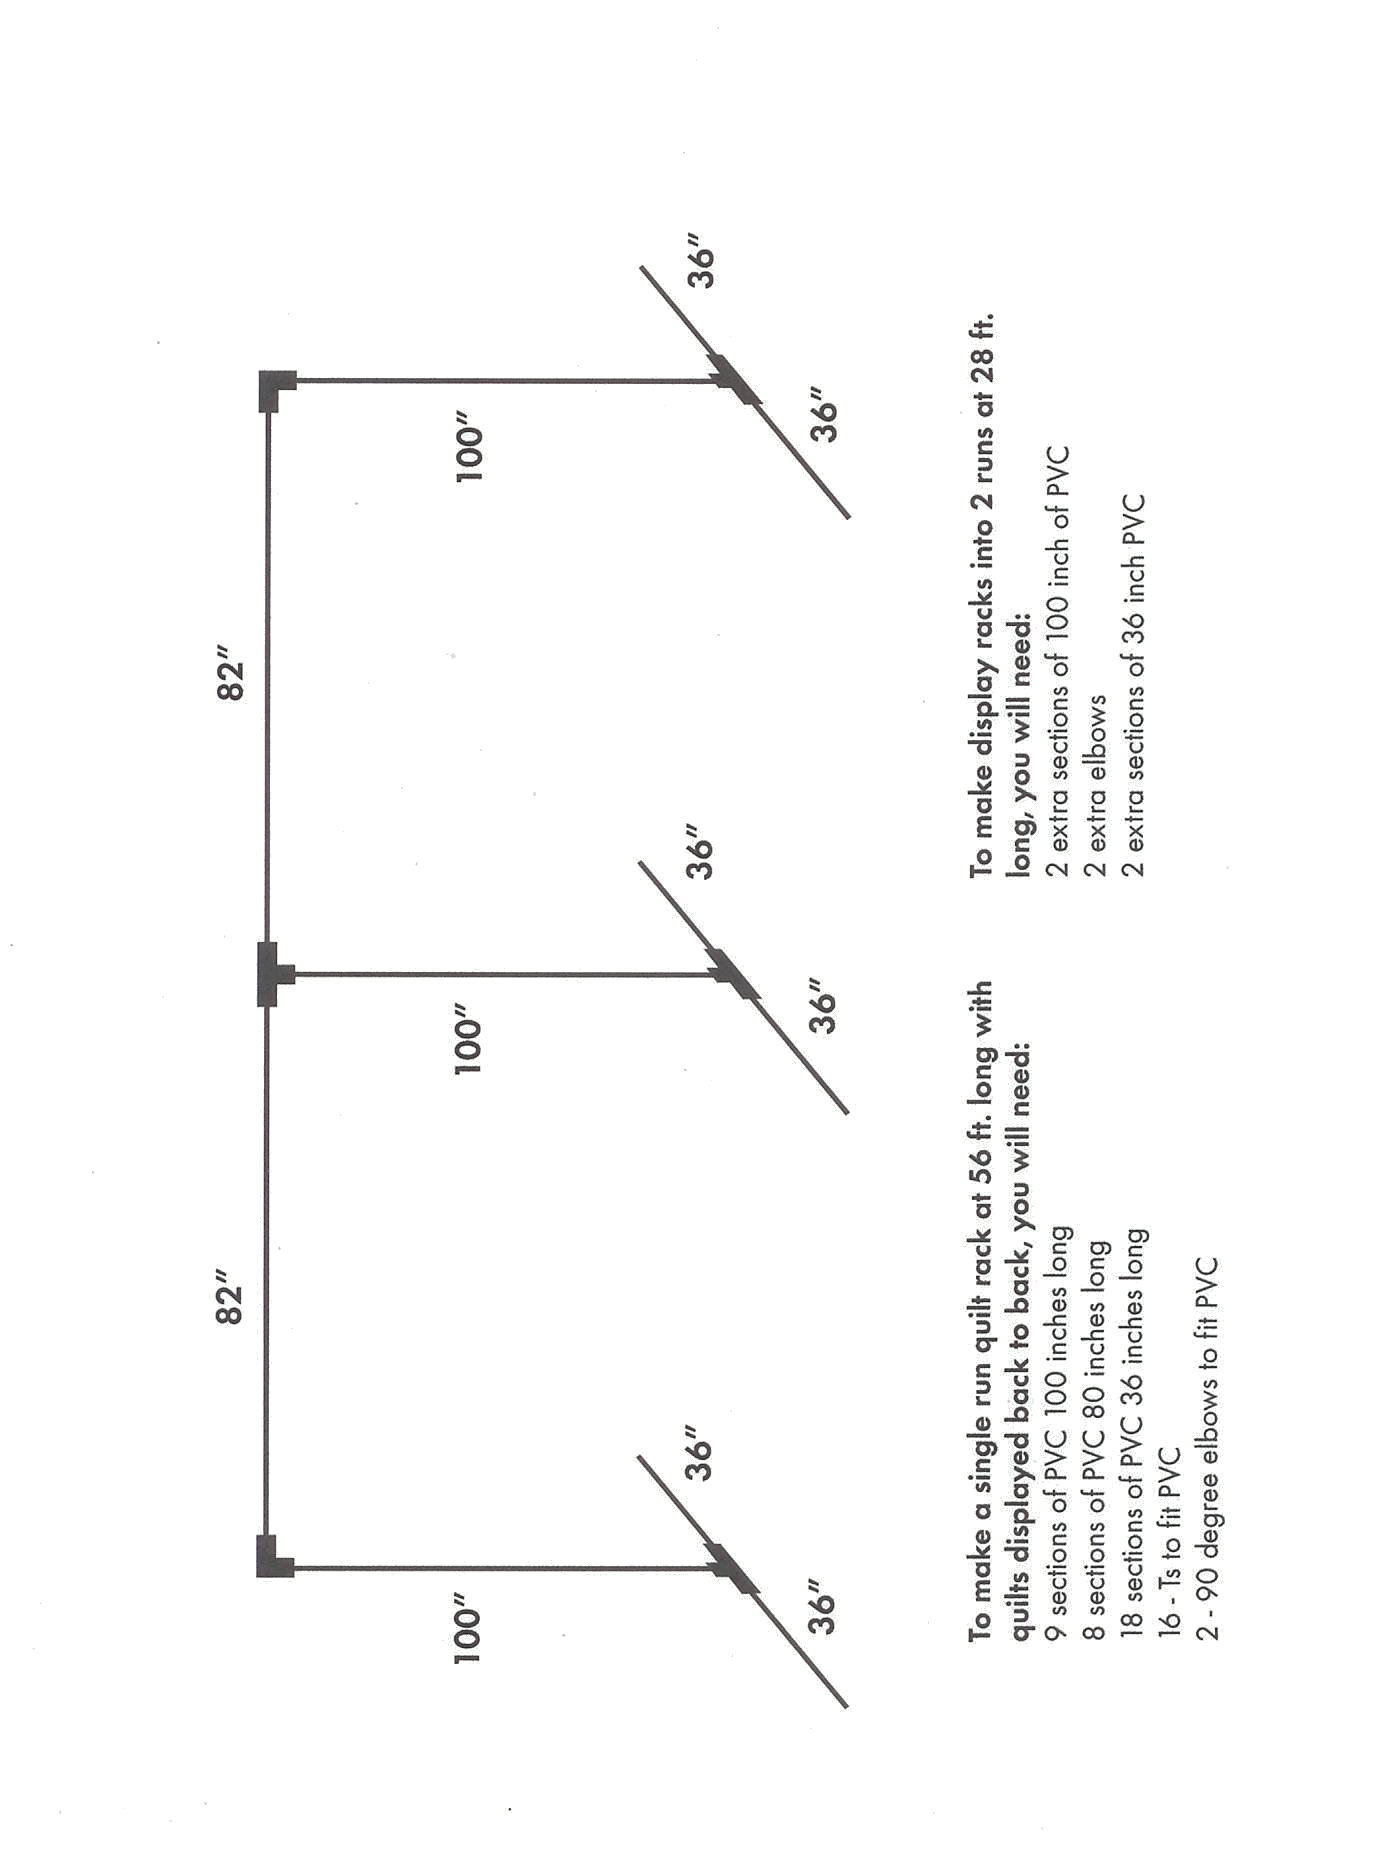 82" 82"
100" 100" 100"
36" 36" 36"
36" 36" 36"
To make a single run quilt rack at 56 ft. long with
quilts displayed back to back, you will need:
9 sections of PVC 100 inches long
8 sections of PVC 80 inches long
18 sections of PVC 36 inches long
16 - Ts to fit PVC
2 - 90 degree elbows to fit PVC
To make display racks into 2 runs at 28 ft.
long, you will need:
2 extra sections of 100 inch of PVC
2 extra elbows
2 extra sections of 36 inch PVC